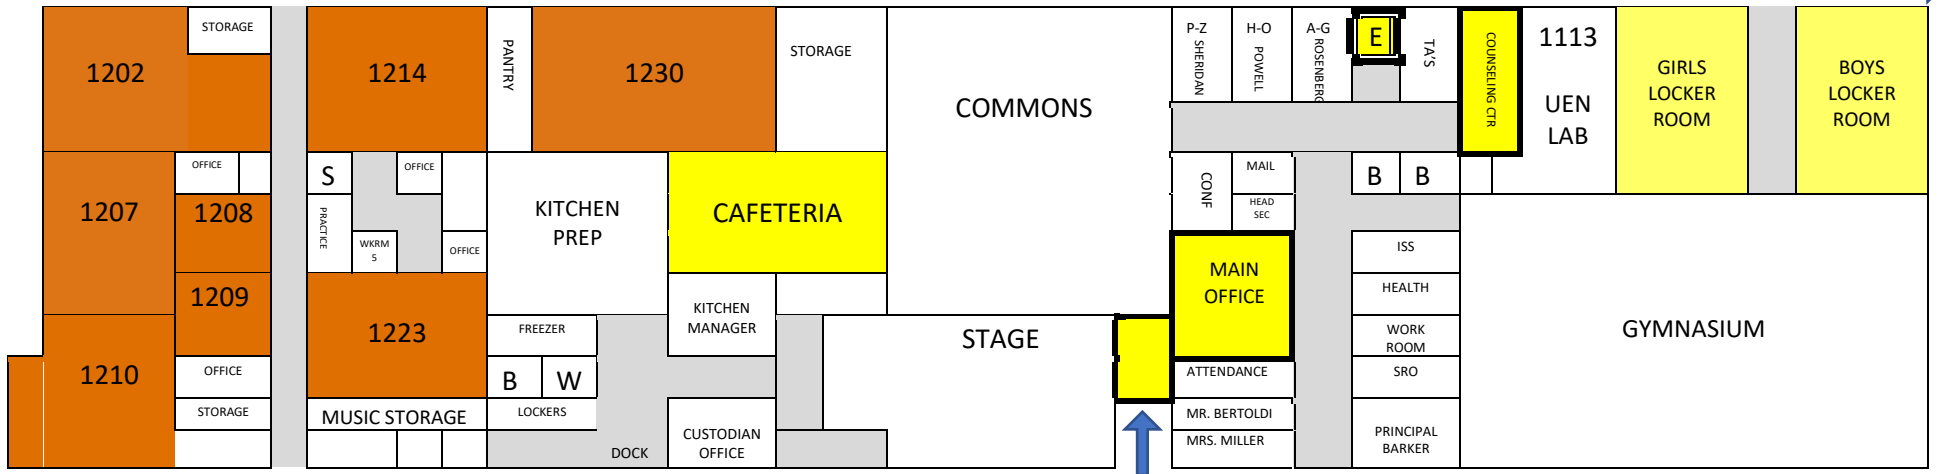 STORAGE
1202
1207
OFFICE
1208
1209
1210
OFFICE
STORAGE
1214
S
OFFICE
PRACTICE
WKRM
5
OFFICE
1223
MUSIC STORAGE
PANTRY
1230
STORAGE
KITCHEN
PREP
CAFETERIA
KITCHEN
MANAGER
FREEZER
B
W
LOCKERS
DOCK
CUSTODIAN
OFFICE
COMMONS
STAGE
P-Z
SHERIDAN
H-O
POWELL
A-G
ROSENBERG
E
TA'S
COUNSELING CTR
1113
UEN
LAB
GIRLS
LOCKER
ROOM
BOYS
LOCKER
ROOM
CONF
MAIL
HEAD
SEC
B
B
MAIN
OFFICE
ATTENDANCE
MR. BERTOLDI
MRS. MILLER
ISS
HEALTH
WORK
ROOM
SRO
PRINCIPAL
BARKER
GYMNASIUM